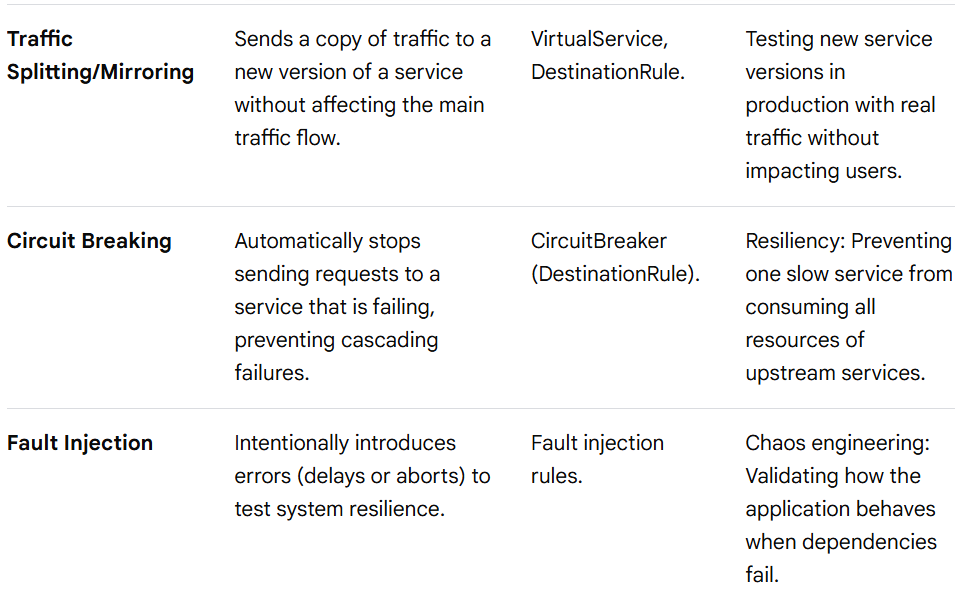 Traffic
Splitting/Mirroring
Sends a copy of traffic to a
new version of a service
without affecting the main
traffic flow.
VirtualService,
DestinationRule.
Testing new service
versions in
production with real
traffic without
impacting users.
Circuit Breaking
Automatically stops
sending requests to a
service that is failing,
preventing cascading
failures.
CircuitBreaker
(DestinationRule).
Resiliency: Preventing
one slow service from
consuming all
resources of
upstream services.
Fault Injection
Intentionally introduces
errors (delays or aborts) to
test system resilience.
Fault injection
rules.
Chaos engineering:
Validating how the
application behaves
when dependencies
fail.